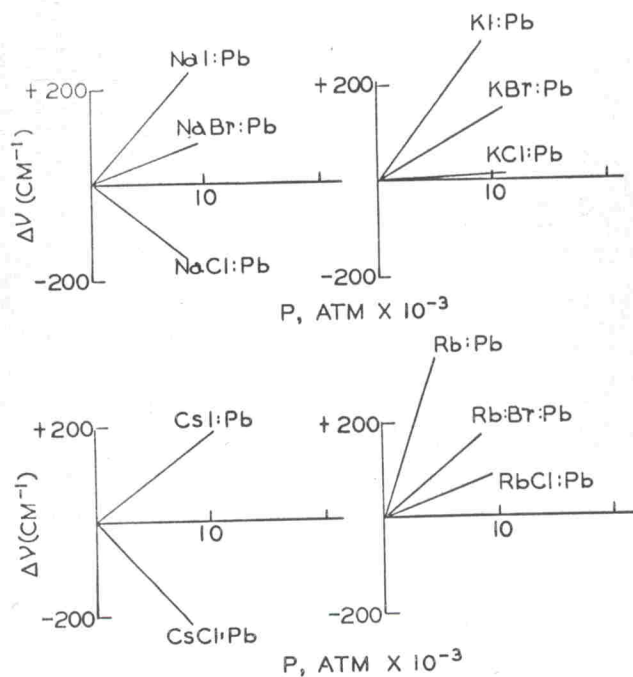 NaI:Pb
+200
NaBr:Pb
10
ΔV (CM⁻¹)
NaCl:Pb
-200
KI:Pb
+200
KBr:Pb
KCl:Pb
10
-200
P, ATM X 10⁻³
CsI:Pb
+200
10
ΔV (CM⁻¹)
-200
CsCl:Pb
Rb:Pb
+200
Rb:Br:Pb
RbCl:Pb
10
-200
P, ATM X 10⁻³